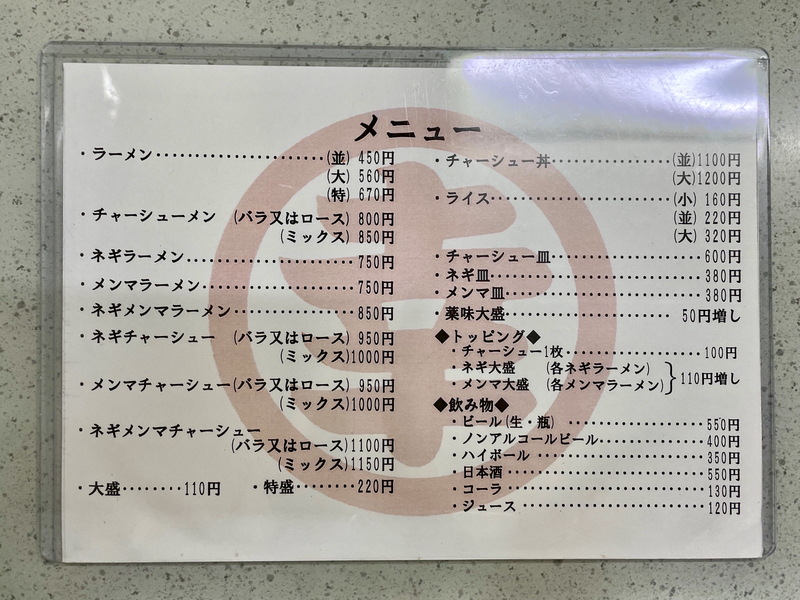 メニュー
・ラーメン・・・・・・・・・・・・・・・・・・・・・・(並) 450円
(大) 560円
(特) 670円
・チャーシューメン (バラ又はロース) 800円
(ミックス) 850円
・ネギラーメン・・・・・・・・・・・・・・・・・・・・・・ 750円
・メンマラーメン・・・・・・・・・・・・・・・・・・・・ 750円
・ネギメンマラーメン・・・・・・・・・・・・・・・・ 850円
・ネギチャーシュー (バラ又はロース) 950円
(ミックス)1000円
・メンマチャーシュー(バラ又はロース) 950円
(ミックス)1000円
・ネギメンマチャーシュー
(バラ又はロース)1100円
(ミックス)1150円
・大盛・・・・・・・・110円 ・特盛・・・・・・・・220円
・チャーシュー丼・・・・・・・・・・・・・・・(並)1100円
(大)1200円
・ライス・・・・・・・・・・・・・・・・・・・・・・・(小) 160円
(並) 220円
(大) 320円
・チャーシュー皿・・・・・・・・・・・・・・・・・・・600円
・ネギ皿・・・・・・・・・・・・・・・・・・・・・・・・・・・380円
・メンマ皿・・・・・・・・・・・・・・・・・・・・・・・・・380円
・薬味大盛・・・・・・・・・・・・・・・・・・・・・・ 50円増し
◆トッピング◆
・チャーシュー1枚・・・・・・・・・・・・・・・・・100円
・ネギ大盛 (各ネギラーメン)
・メンマ大盛 (各メンマラーメン)}110円増し
◆飲み物◆
・ビール(生・瓶) ・・・・・・・・・・・・・・・・・550円
・ノンアルコールビール・・・・・・・・・・・・・400円
・ハイボール ・・・・・・・・・・・・・・・・・・・・・350円
・日本酒・・・・・・・・・・・・・・・・・・・・・・・・・550円
・コーラ ・・・・・・・・・・・・・・・・・・・・・・・・130円
・ジュース ・・・・・・・・・・・・・・・・・・・・・・120円